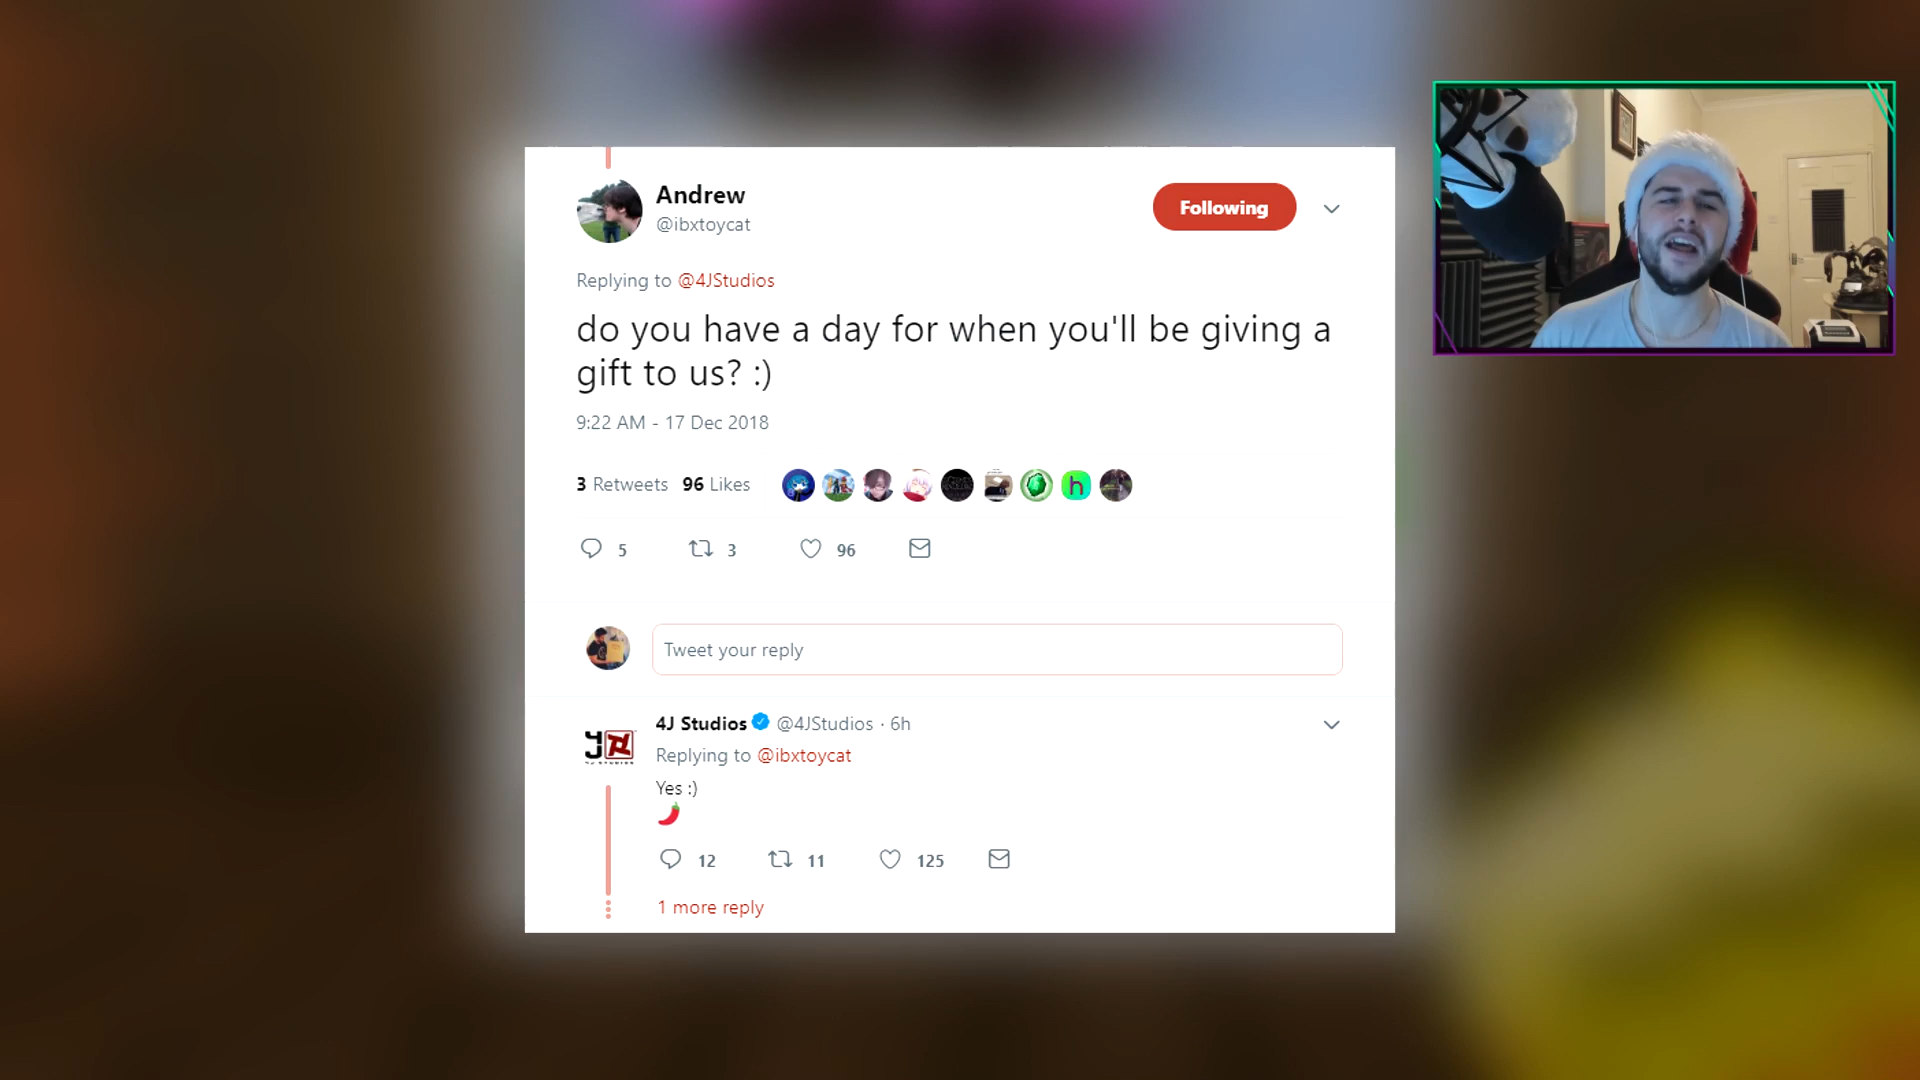 Andrew
@ibxtoycat
Following
Replying to @4JStudios
do you have a day for when you'll be giving a
gift to us? :)
9:22 AM - 17 Dec 2018
3 Retweets 96 Likes
h
5 3 96
Tweet your reply
4J Studios @4JStudios · 6h
4J STUDIOS
Replying to @ibxtoycat
Yes :)
12 11 125
1 more reply